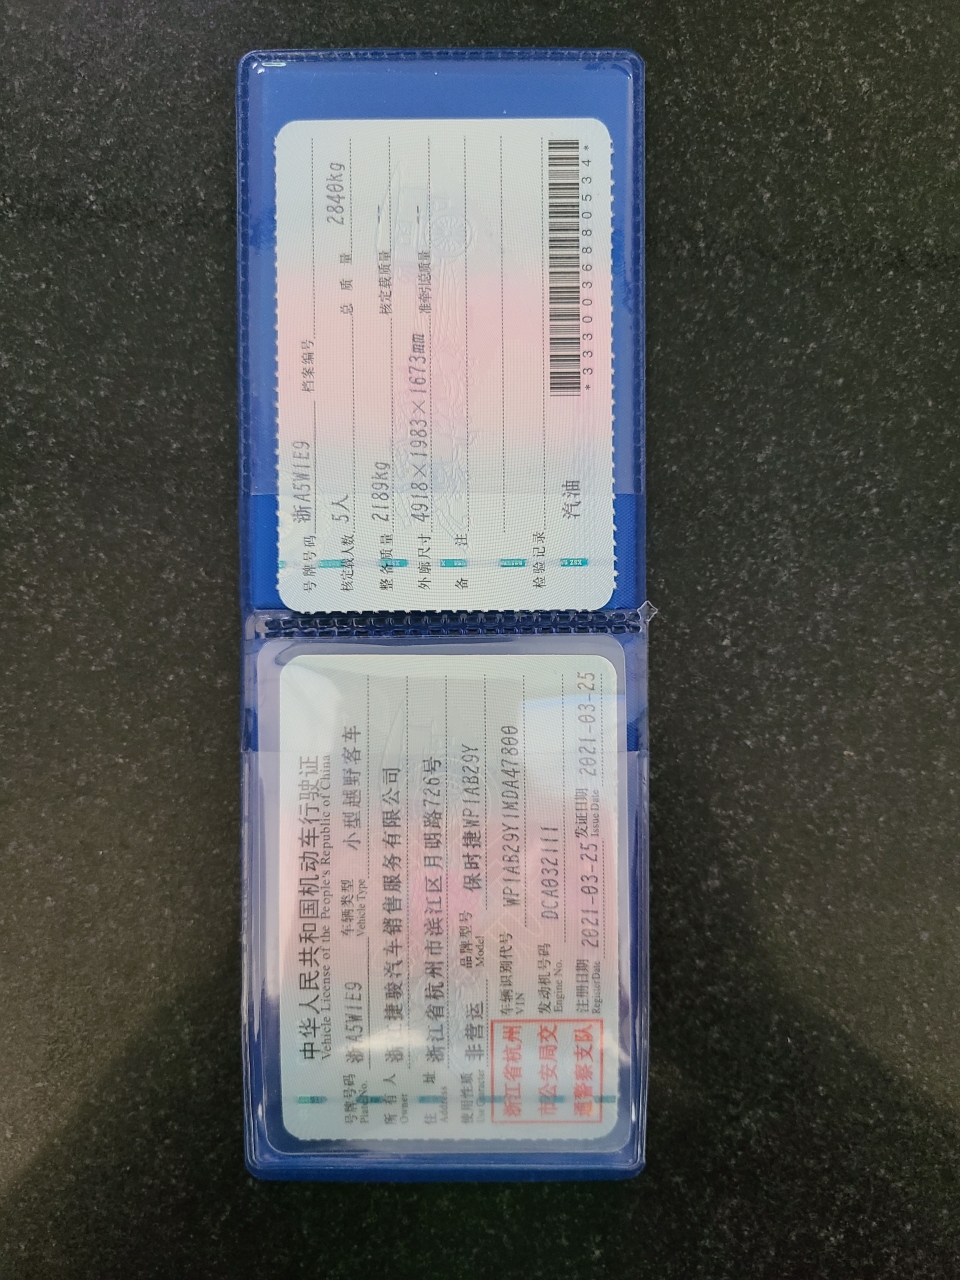 中华人民共和国机动车行驶证
Vehicle License of the People's Republic of China
号牌号码 浙A5W1E9 车辆类型 小型越野客车
Plate No. Vehicle Type
所有人 浙江捷骏汽车销售服务有限公司
Owner
住址 浙江省杭州市滨江区月明路726号
Address
使用性质 非营运 品牌型号 保时捷WP1AB29Y
Use Character Model
浙江省杭州
市公安局交
通警察支队
车辆识别代号 WP1AB29Y1MDA47800
VIN
发动机号码 DCA032111
Engine No.
注册日期 2021-03-25 发证日期 2021-03-25
Register Date Issue Date
号牌号码 浙A5W1E9 档案编号
核定载人数 5人 总质量 2840kg
整备质量 2189kg 核定载质量 --
外廓尺寸 4918×1983×1673mm 准牵引总质量 --
备注
检验记录
汽油
*3330036880534*